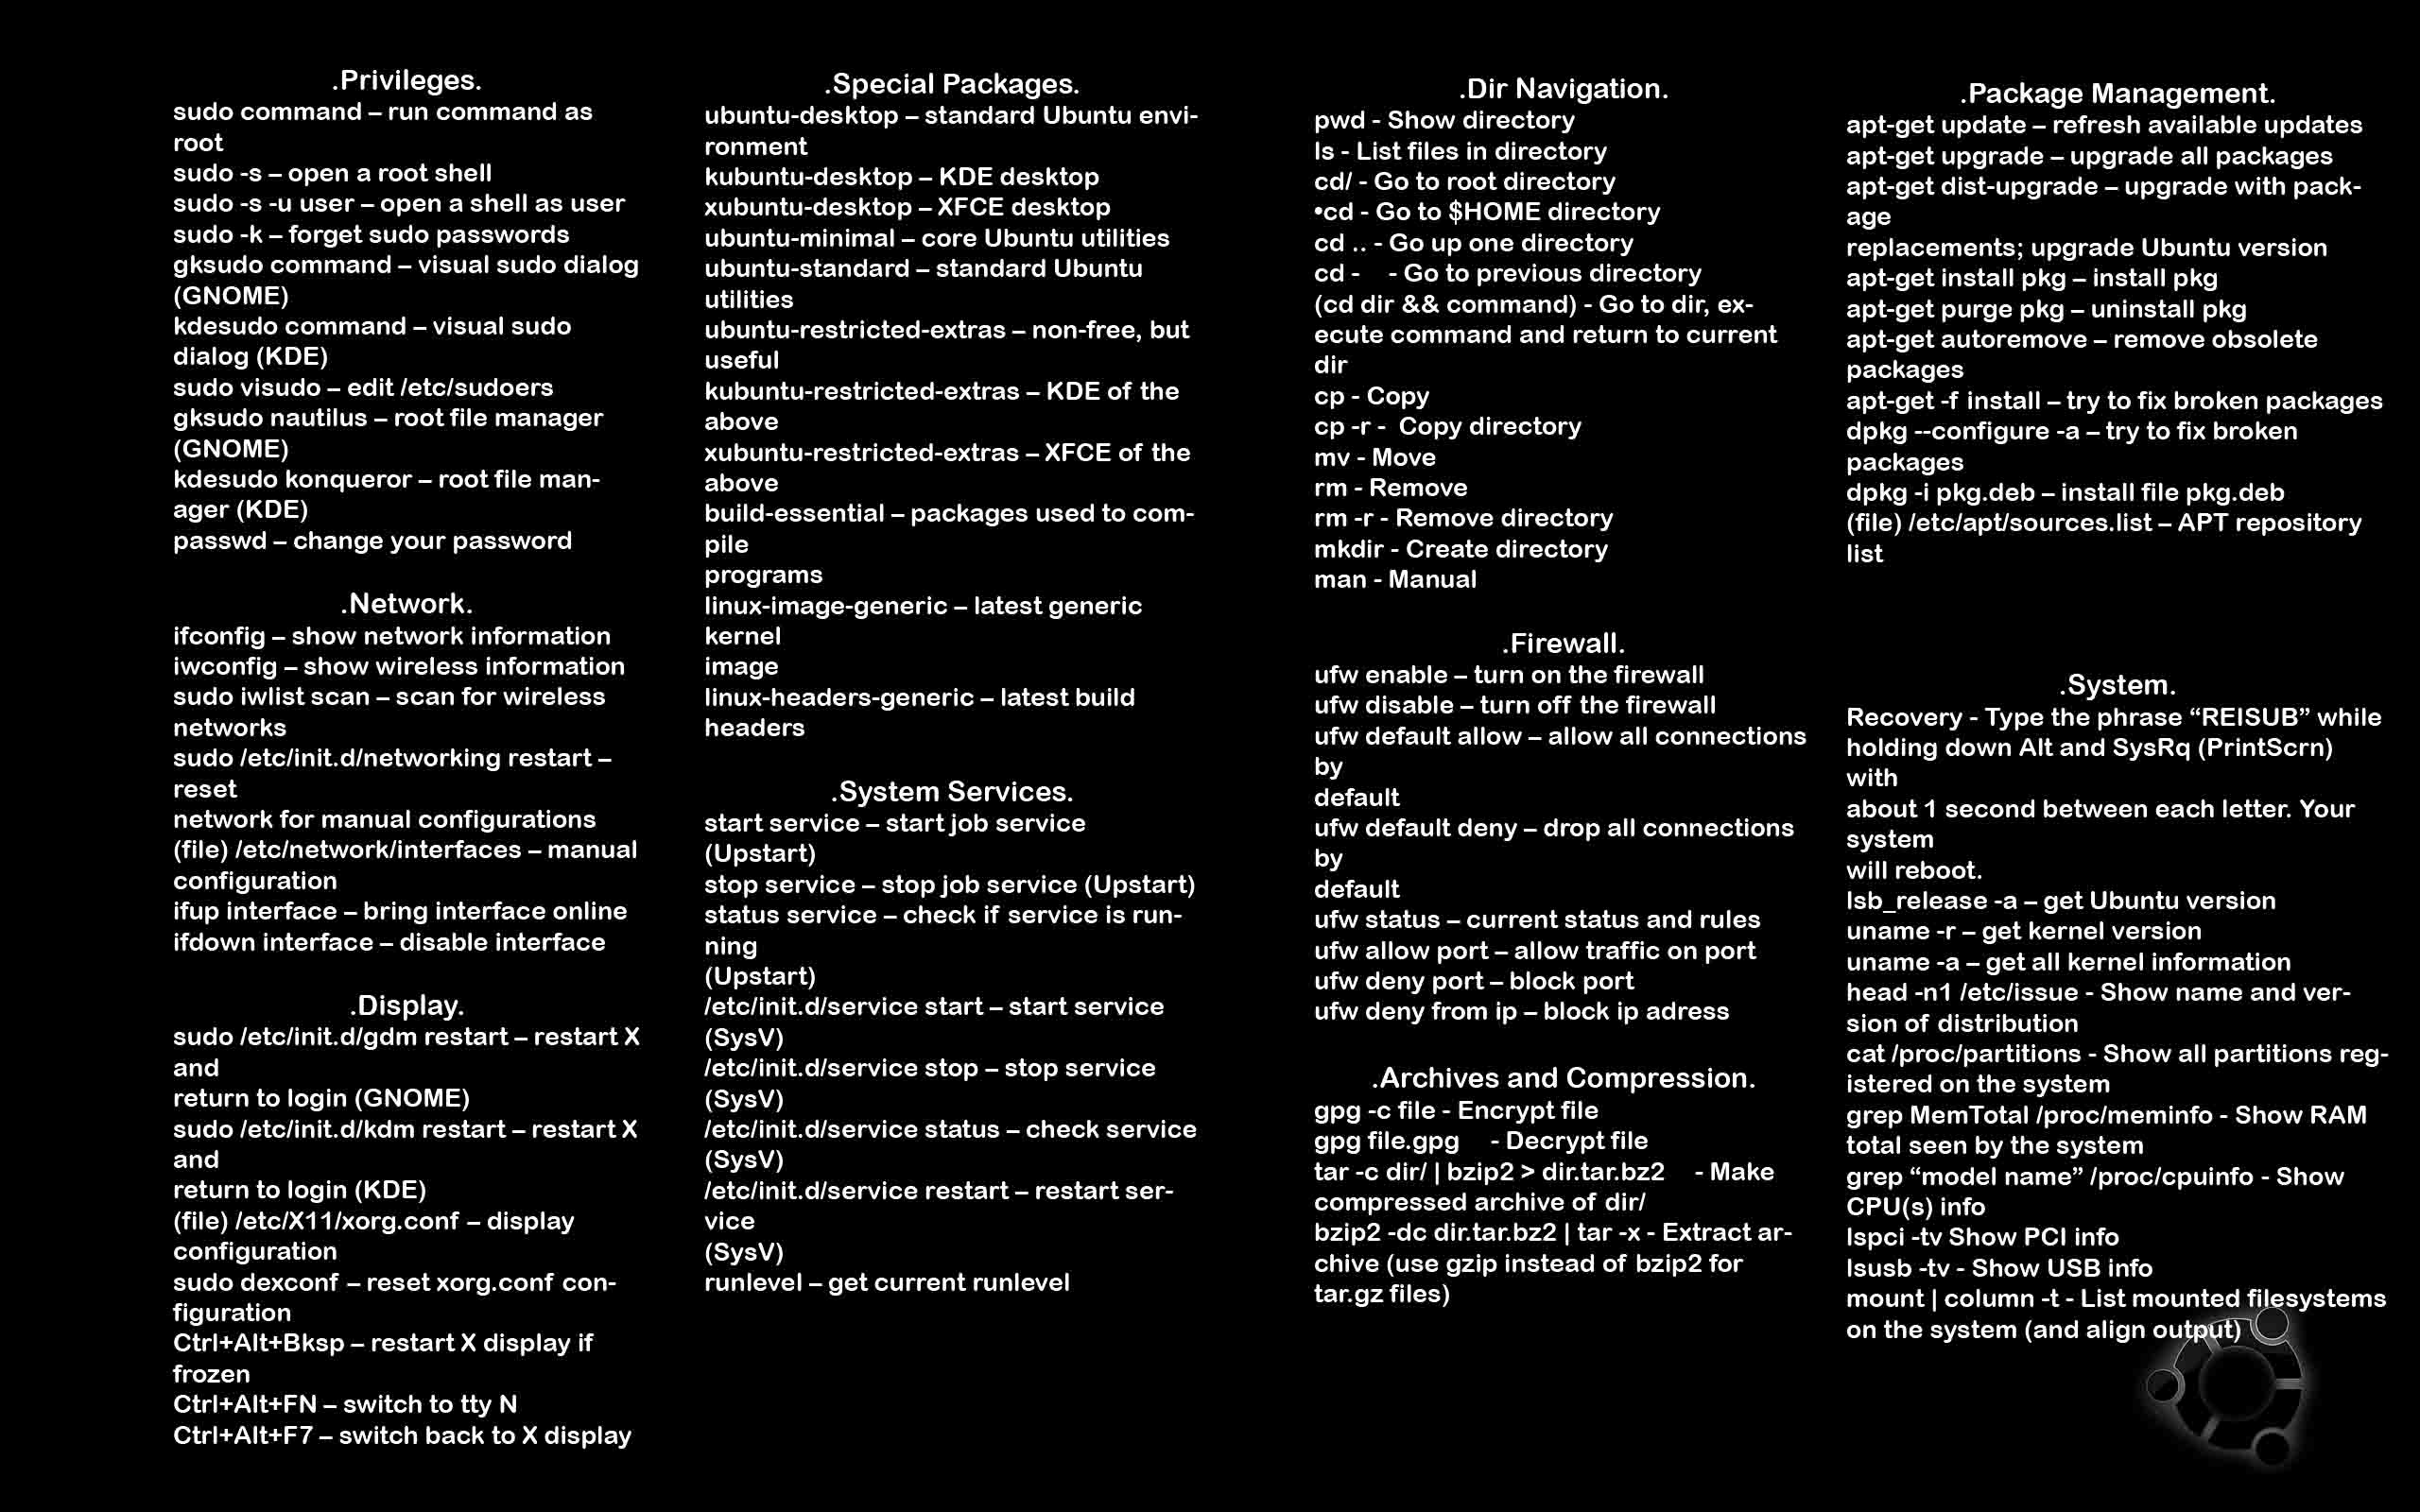 .Privileges.
sudo command – run command as
root
sudo -s – open a root shell
sudo -s -u user – open a shell as user
sudo -k – forget sudo passwords
gksudo command – visual sudo dialog
(GNOME)
kdesudo command – visual sudo
dialog (KDE)
sudo visudo – edit /etc/sudoers
gksudo nautilus – root file manager
(GNOME)
kdesudo konqueror – root file man-
ager (KDE)
passwd – change your password
.Network.
ifconfig – show network information
iwconfig – show wireless information
sudo iwlist scan – scan for wireless
networks
sudo /etc/init.d/networking restart –
reset
network for manual configurations
(file) /etc/network/interfaces – manual
configuration
ifup interface – bring interface online
ifdown interface – disable interface
.Display.
sudo /etc/init.d/gdm restart – restart X
and
return to login (GNOME)
sudo /etc/init.d/kdm restart – restart X
and
return to login (KDE)
(file) /etc/X11/xorg.conf – display
configuration
sudo dexconf – reset xorg.conf con-
figuration
Ctrl+Alt+Bksp – restart X display if
frozen
Ctrl+Alt+FN – switch to tty N
Ctrl+Alt+F7 – switch back to X display
.Special Packages.
ubuntu-desktop – standard Ubuntu envi-
ronment
kubuntu-desktop – KDE desktop
xubuntu-desktop – XFCE desktop
ubuntu-minimal – core Ubuntu utilities
ubuntu-standard – standard Ubuntu
utilities
ubuntu-restricted-extras – non-free, but
useful
kubuntu-restricted-extras – KDE of the
above
xubuntu-restricted-extras – XFCE of the
above
build-essential – packages used to com-
pile
programs
linux-image-generic – latest generic
kernel
image
linux-headers-generic – latest build
headers
.System Services.
start service – start job service
(Upstart)
stop service – stop job service (Upstart)
status service – check if service is run-
ning
(Upstart)
/etc/init.d/service start – start service
(SysV)
/etc/init.d/service stop – stop service
(SysV)
/etc/init.d/service status – check service
(SysV)
/etc/init.d/service restart – restart ser-
vice
(SysV)
runlevel – get current runlevel
.Dir Navigation.
pwd - Show directory
ls - List files in directory
cd/ - Go to root directory
•cd - Go to $HOME directory
cd .. - Go up one directory
cd -    - Go to previous directory
(cd dir && command) - Go to dir, ex-
ecute command and return to current
dir
cp - Copy
cp -r -  Copy directory
mv - Move
rm - Remove
rm -r - Remove directory
mkdir - Create directory
man - Manual
.Firewall.
ufw enable – turn on the firewall
ufw disable – turn off the firewall
ufw default allow – allow all connections
by
default
ufw default deny – drop all connections
by
default
ufw status – current status and rules
ufw allow port – allow traffic on port
ufw deny port – block port
ufw deny from ip – block ip adress
.Archives and Compression.
gpg -c file - Encrypt file
gpg file.gpg    - Decrypt file
tar -c dir/ | bzip2 > dir.tar.bz2    - Make
compressed archive of dir/
bzip2 -dc dir.tar.bz2 | tar -x - Extract ar-
chive (use gzip instead of bzip2 for
tar.gz files)
.Package Management.
apt-get update – refresh available updates
apt-get upgrade – upgrade all packages
apt-get dist-upgrade – upgrade with pack-
age
replacements; upgrade Ubuntu version
apt-get install pkg – install pkg
apt-get purge pkg – uninstall pkg
apt-get autoremove – remove obsolete
packages
apt-get -f install – try to fix broken packages
dpkg --configure -a – try to fix broken
packages
dpkg -i pkg.deb – install file pkg.deb
(file) /etc/apt/sources.list – APT repository
list
.System.
Recovery - Type the phrase “REISUB” while
holding down Alt and SysRq (PrintScrn)
with
about 1 second between each letter. Your
system
will reboot.
lsb_release -a – get Ubuntu version
uname -r – get kernel version
uname -a – get all kernel information
head -n1 /etc/issue - Show name and ver-
sion of distribution
cat /proc/partitions - Show all partitions reg-
istered on the system
grep MemTotal /proc/meminfo - Show RAM
total seen by the system
grep “model name” /proc/cpuinfo - Show
CPU(s) info
lspci -tv Show PCI info
lsusb -tv - Show USB info
mount | column -t - List mounted filesystems
on the system (and align output)